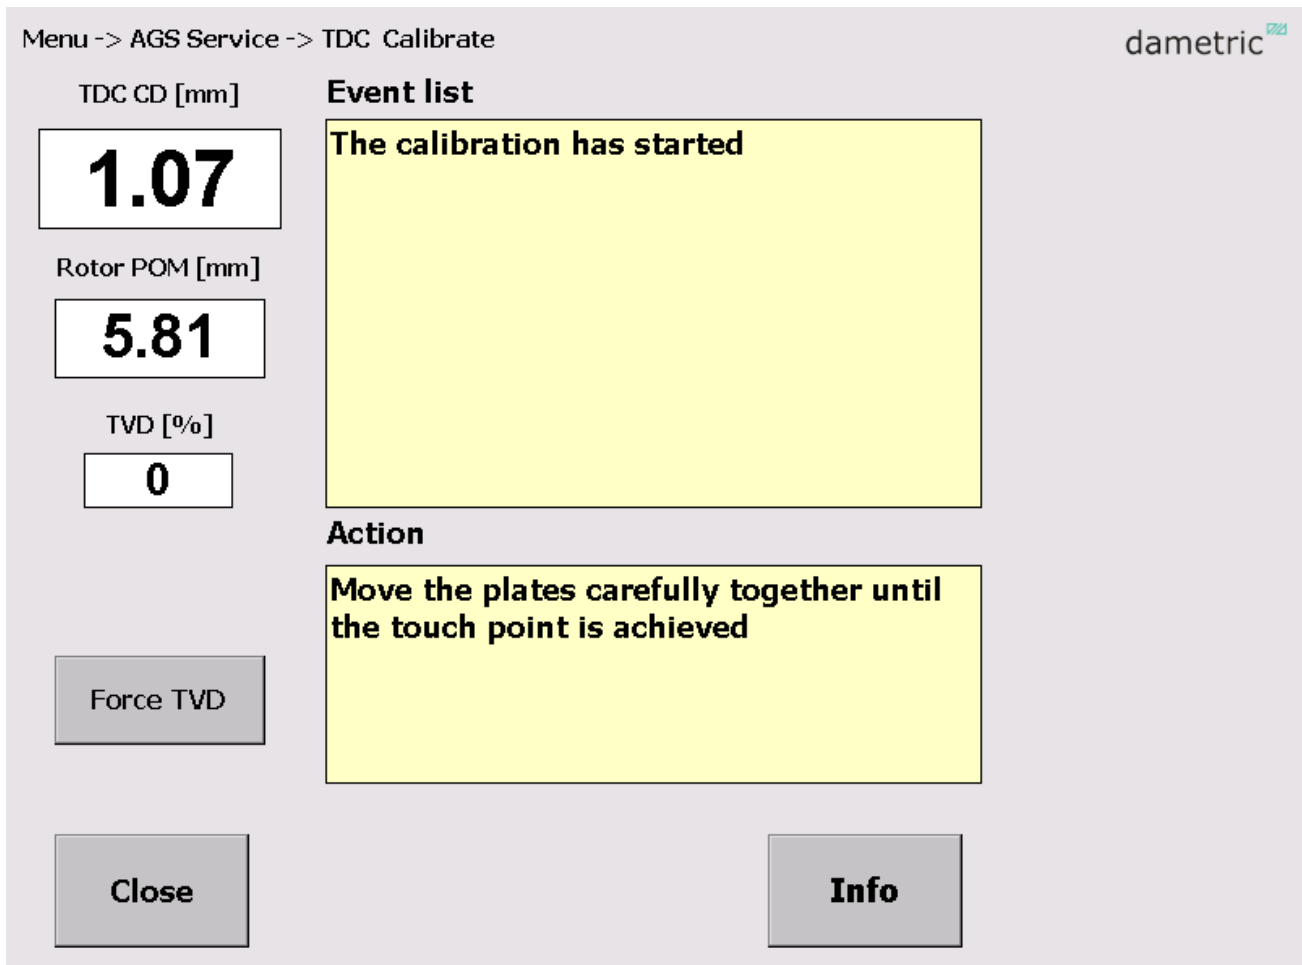 Menu -> AGS Service -> TDC Calibrate
dametric
TDC CD [mm]
1.07
Rotor POM [mm]
5.81
TVD [%]
0
Event list
The calibration has started
Action
Move the plates carefully together until
the touch point is achieved
Force TVD
Close
Info